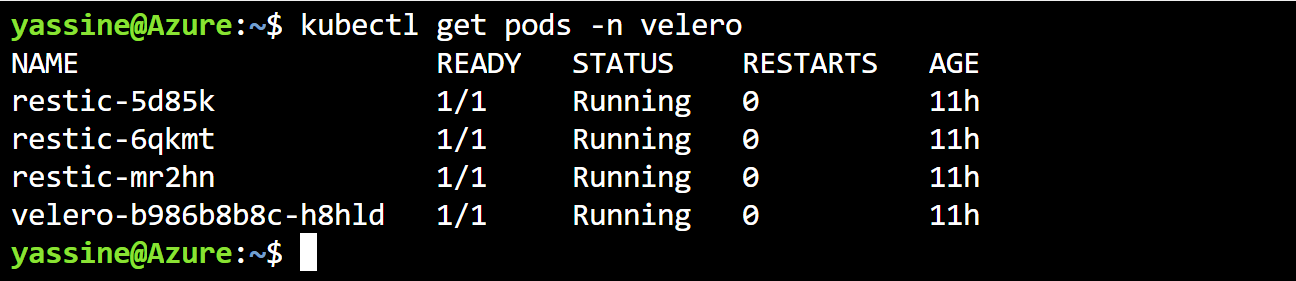 yassine@Azure:~$ kubectl get pods -n velero
NAME READY STATUS RESTARTS AGE
restic-5d85k 1/1 Running 0 11h
restic-6qkmt 1/1 Running 0 11h
restic-mr2hn 1/1 Running 0 11h
velero-b986b8b8c-h8hld 1/1 Running 0 11h
yassine@Azure:~$